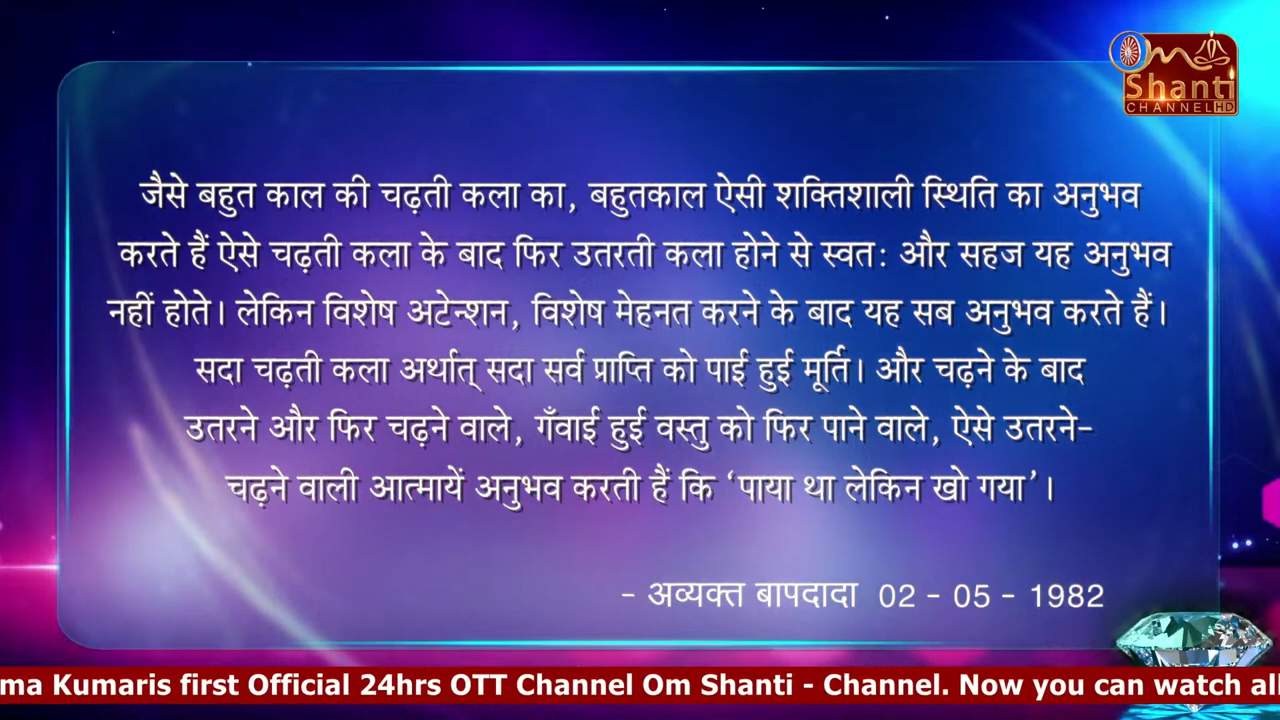 Om
Shanti
CHANNEL HD
जैसे बहुत काल की चढ़ती कला का, बहुतकाल ऐसी शक्तिशाली स्थिति का अनुभव
करते हैं ऐसे चढ़ती कला के बाद फिर उतरती कला होने से स्वत: और सहज यह अनुभव
नहीं होते। लेकिन विशेष अटेन्शन, विशेष मेहनत करने के बाद यह सब अनुभव करते हैं।
सदा चढ़ती कला अर्थात् सदा सर्व प्राप्ति को पाई हुई मूर्ति। और चढ़ने के बाद
उतरने और फिर चढ़ने वाले, गँवाई हुई वस्तु को फिर पाने वाले, ऐसे उतरने-
चढ़ने वाली आत्मायें अनुभव करती हैं कि ‘पाया था लेकिन खो गया’।
- अव्यक्त बापदादा 02 - 05 - 1982
ma Kumaris first Official 24hrs OTT Channel Om Shanti - Channel. Now you can watch all